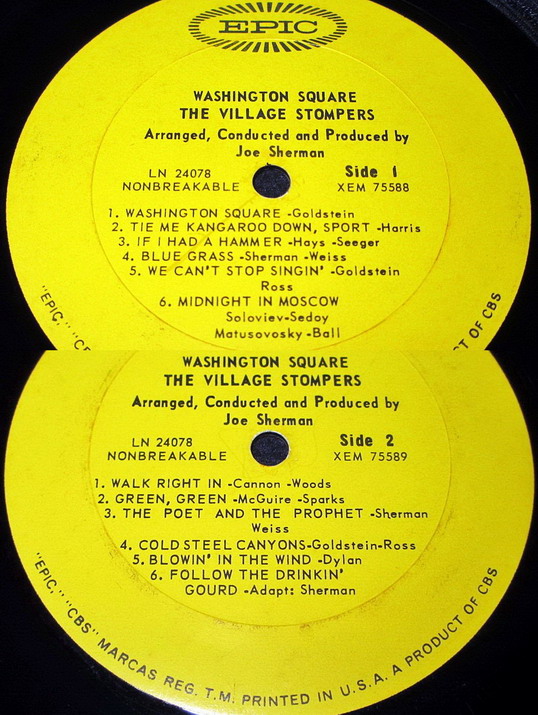 EPIC
WASHINGTON SQUARE
THE VILLAGE STOMPERS
Arranged, Conducted and Produced by
Joe Sherman
LN 24078
NONBREAKABLE
Side 1
XEM 75588
1. WASHINGTON SQUARE -Goldstein
2. TIE ME KANGAROO DOWN, SPORT -Harris
3. IF I HAD A HAMMER -Hays -Seeger
4. BLUE GRASS -Sherman -Weiss
5. WE CAN'T STOP SINGIN' -Goldstein
Ross
6. MIDNIGHT IN MOSCOW
Soloviev-Sedoy
Matusovosky-Ball
"EPIC,"
T OF CBS
WASHINGTON SQUARE
THE VILLAGE STOMPERS
Arranged, Conducted and Produced by
Joe Sherman
LN 24078
NONBREAKABLE
Side 2
XEM 75589
1. WALK RIGHT IN -Cannon -Woods
2. GREEN, GREEN -McGuire -Sparks
3. THE POET AND THE PROPHET -Sherman
Weiss
4. COLD STEEL CANYONS-Goldstein-Ross
5. BLOWIN' IN THE WIND -Dylan
6. FOLLOW THE DRINKIN'
GOURD -Adapt: Sherman
"EPIC," "CBS" MARCAS REG. T.M. PRINTED IN U.S.A. A PRODUCT OF CBS